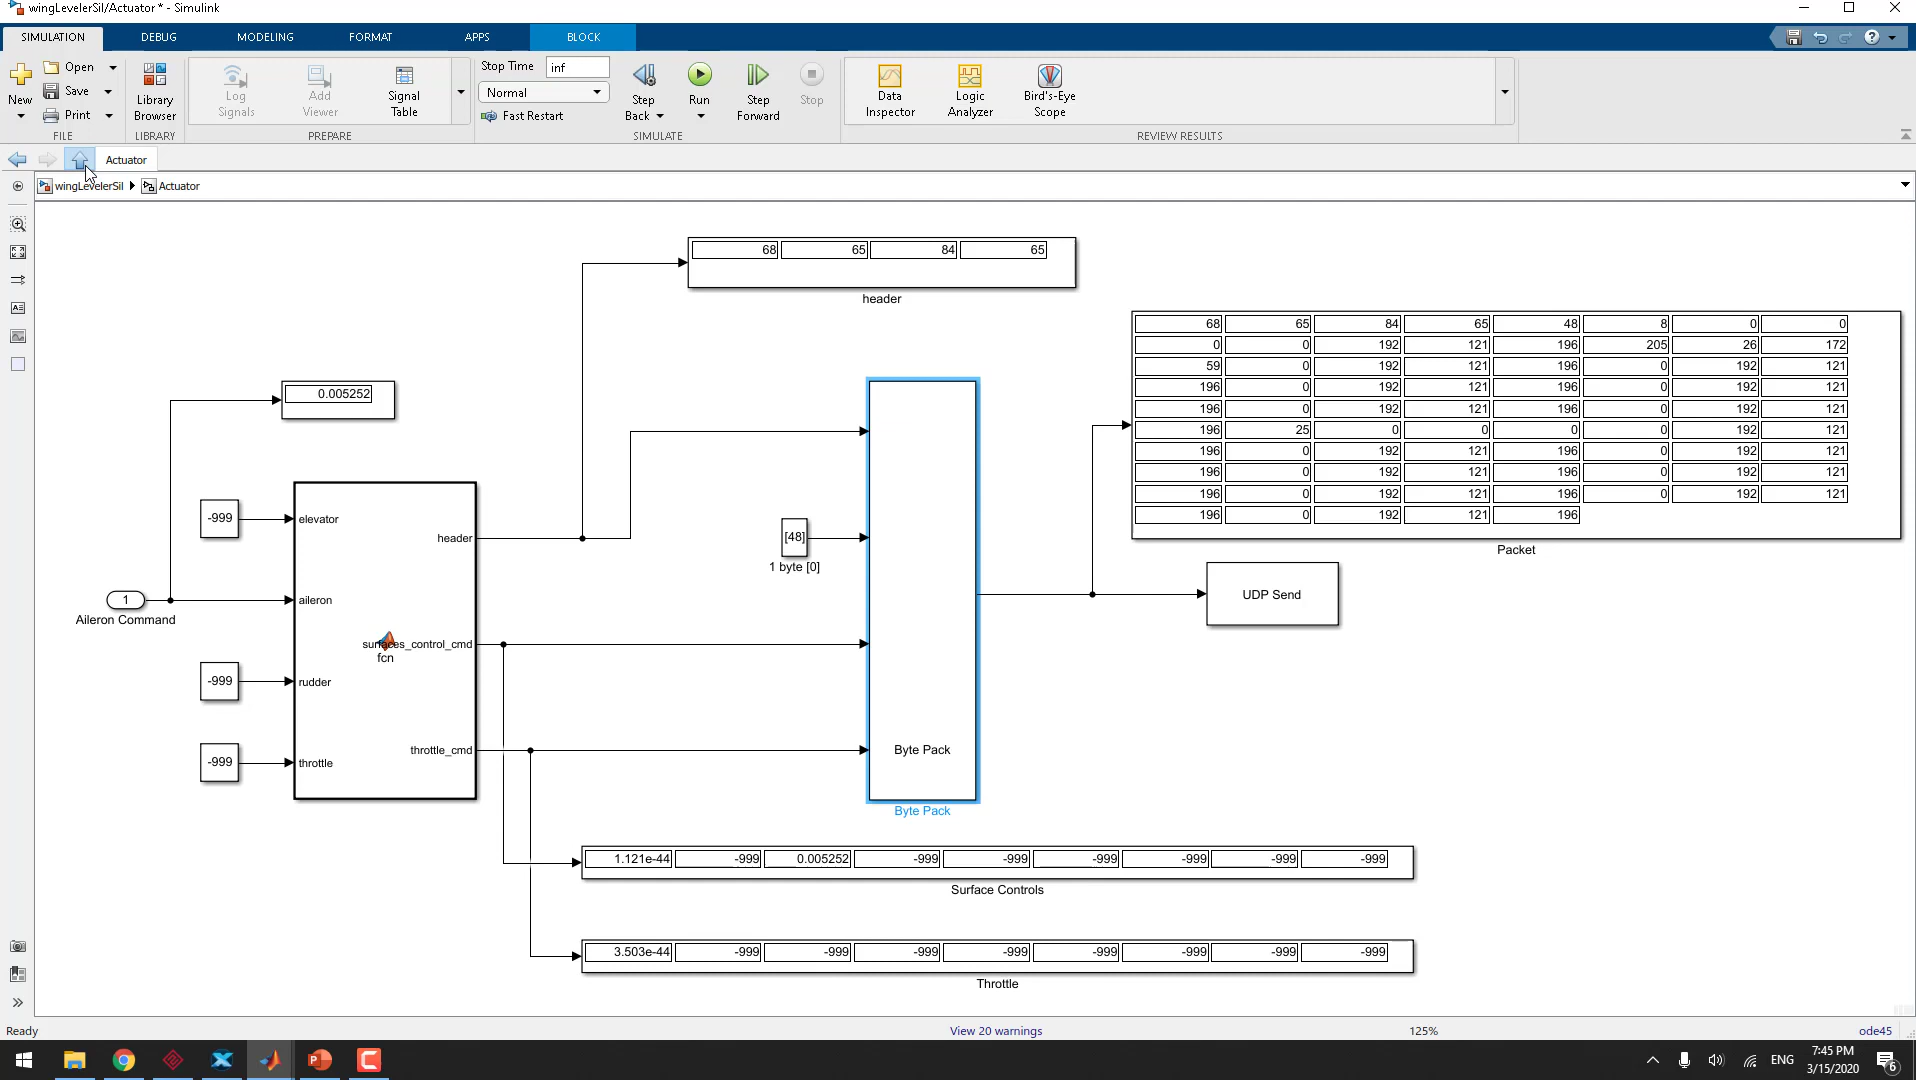 wingLevelerSil/Actuator * - Simulink
SIMULATION DEBUG MODELING FORMAT APPS BLOCK
New
Open
Save
Print
FILE
Library Browser
LIBRARY
Log Signals
Add Viewer
Signal Table
PREPARE
Stop Time inf
Normal
Fast Restart
Step Back
Run
Step Forward
Stop
SIMULATE
Data Inspector
Logic Analyzer
Bird's-Eye Scope
REVIEW RESULTS
Actuator
wingLevelerSil Actuator
68 65 84 65
header
68 65 84 65 48 8 0 0
0 0 192 121 196 205 26 172
59 0 192 121 196 0 192 121
196 0 192 121 196 0 192 121
196 0 192 121 196 0 192 121
196 25 0 0 0 0 192 121
196 0 192 121 196 0 192 121
196 0 192 121 196 0 192 121
196 0 192 121 196 0 192 121
196 0 192 121 196
Packet
0.005252
-999 elevator
header
[48]
1 byte [0]
UDP Send
1 aileron
Aileron Command
surfaces_control_cmd
fcn
-999 rudder
throttle_cmd
-999 throttle
Byte Pack
Byte Pack
1.121e-44 -999 0.005252 -999 -999 -999 -999 -999 -999
Surface Controls
3.503e-44 -999 -999 -999 -999 -999 -999 -999 -999
Throttle
Ready View 20 warnings 125% ode45
ENG
7:45 PM
3/15/2020
6